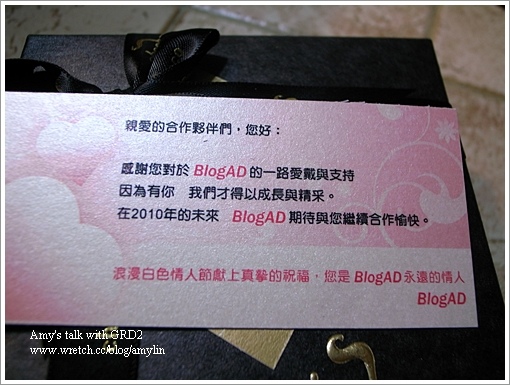 親愛的合作夥伴們，您好：
感謝您對於 BlogAD 的一路愛戴與支持
因為有你　我們才得以成長與精采。
在2010年的未來　BlogAD 期待與您繼續合作愉快。
浪漫白色情人節獻上真摯的祝福，您是 BlogAD 永遠的情人
BlogAD
Amy's talk with GRD2
www.wretch.cc/blog/amylin